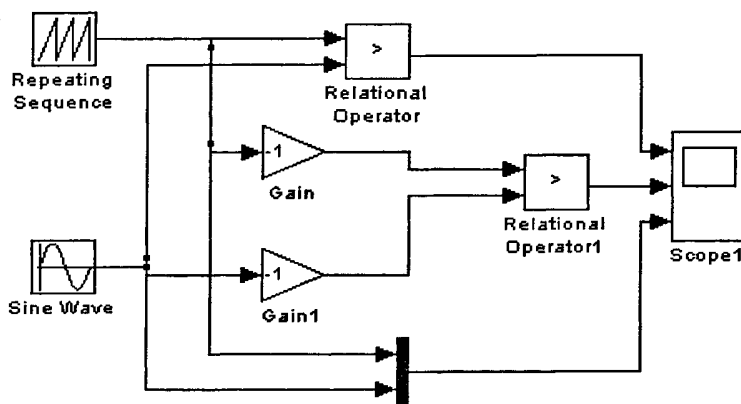 Repeating
Sequence
>
Relational
Operator
-1
Gain
>
Relational
Operator1
Scope1
Sine Wave
-1
Gain1